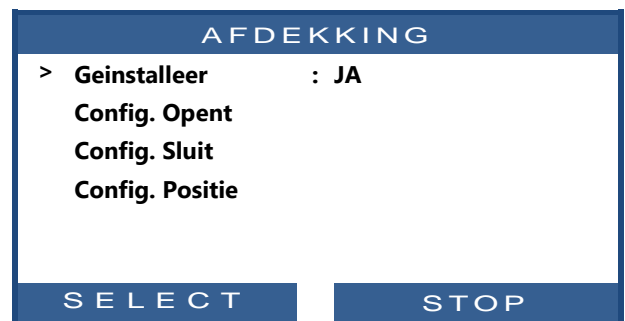 AFDEKKING
> Geinstalleer : JA
Config. Opent
Config. Sluit
Config. Positie
SELECT STOP